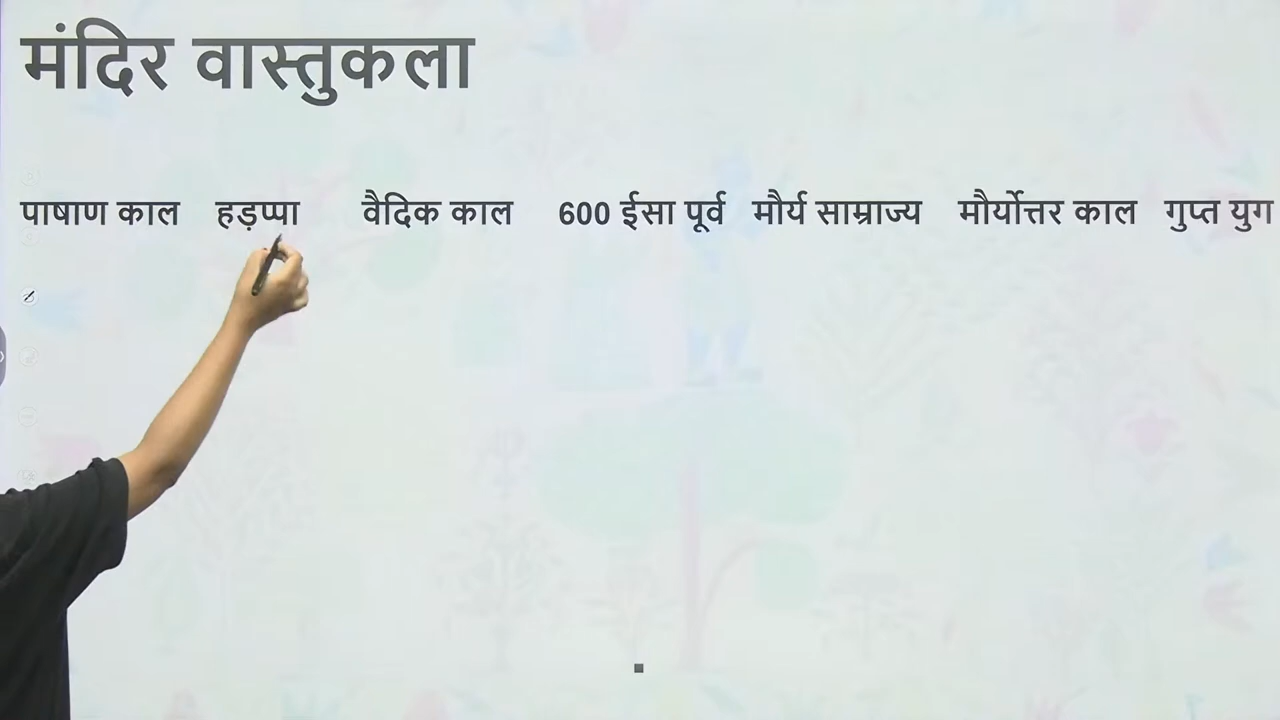 मंदिर वास्तुकला
पाषाण काल हड़प्पा वैदिक काल 600 ईसा पूर्व मौर्य साम्राज्य मौर्योत्तर काल गुप्त युग